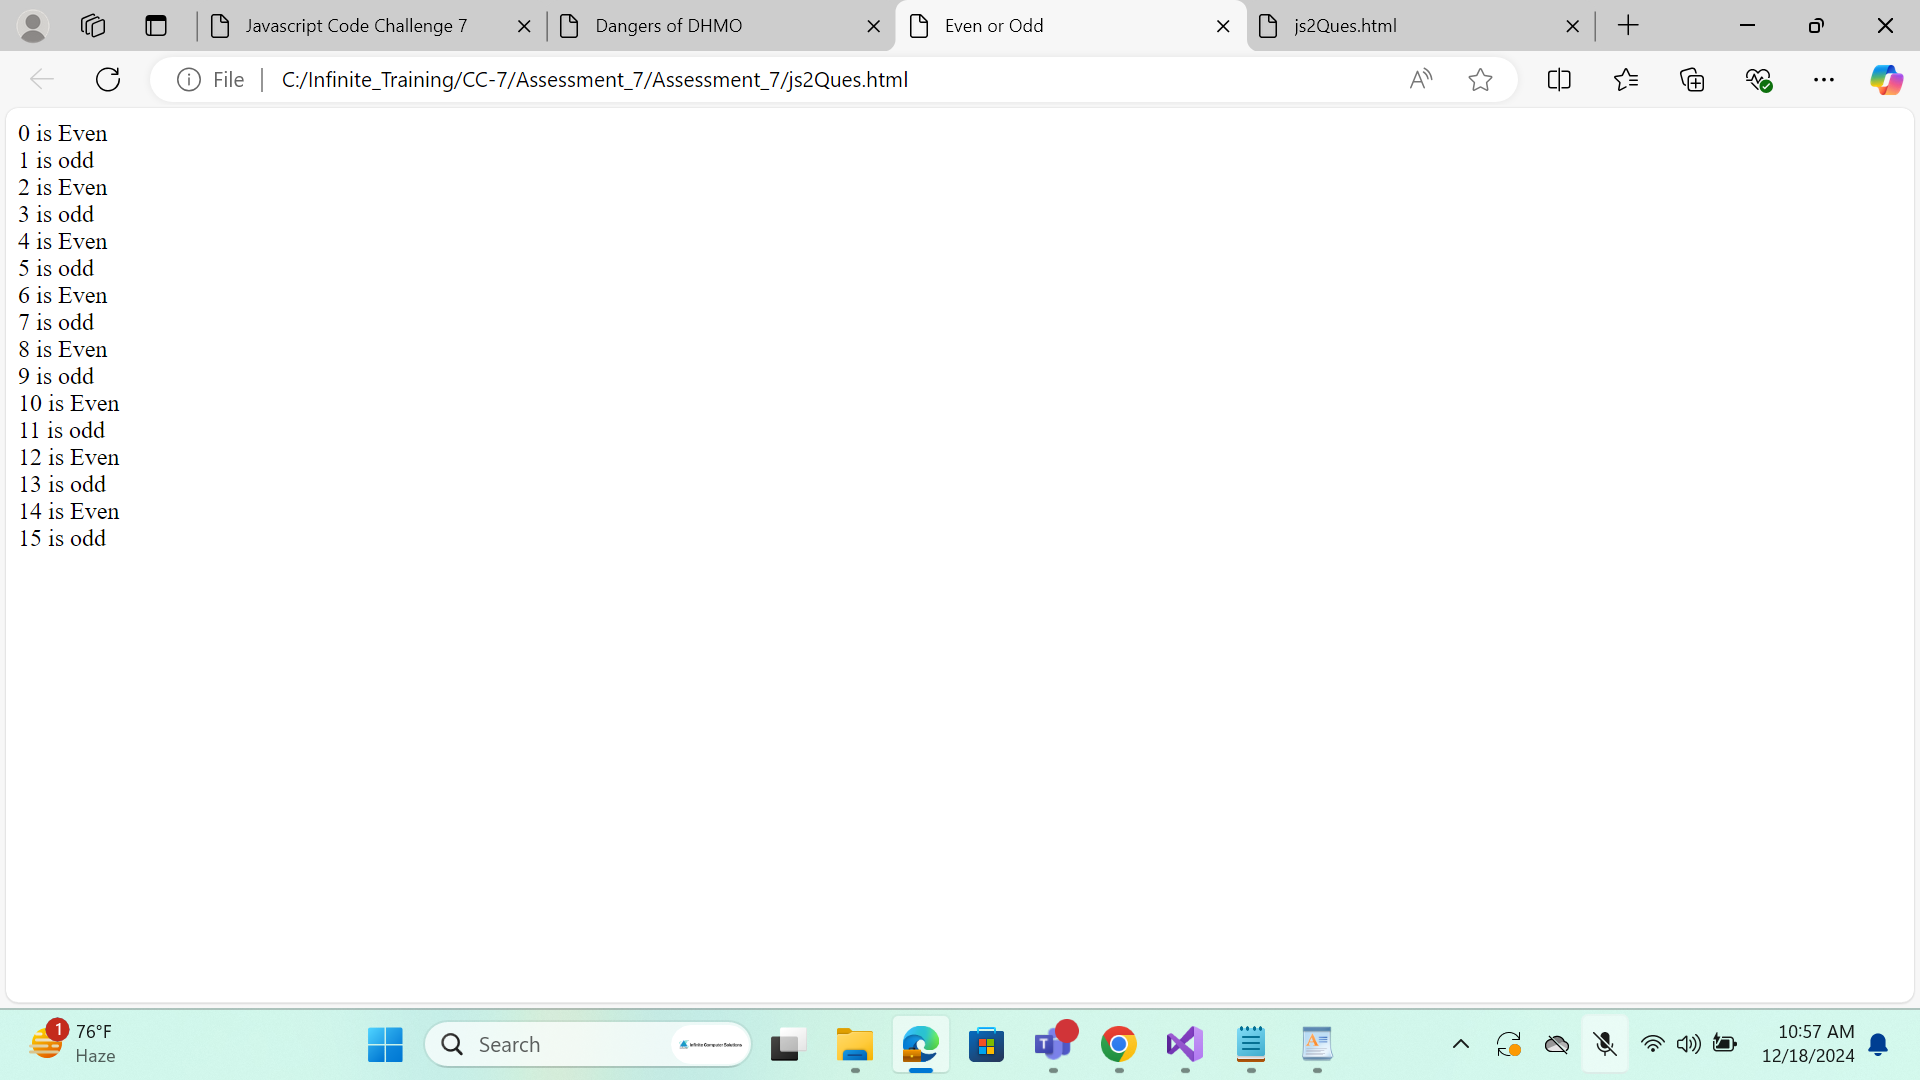 Javascript Code Challenge 7
Dangers of DHMO
Even or Odd
js2Ques.html
File
C:/Infinite_Training/CC-7/Assessment_7/Assessment_7/js2Ques.html
0 is Even
1 is odd
2 is Even
3 is odd
4 is Even
5 is odd
6 is Even
7 is odd
8 is Even
9 is odd
10 is Even
11 is odd
12 is Even
13 is odd
14 is Even
15 is odd
1
76°F
Haze
Search
Infinite Computer Solutions
10:57 AM
12/18/2024